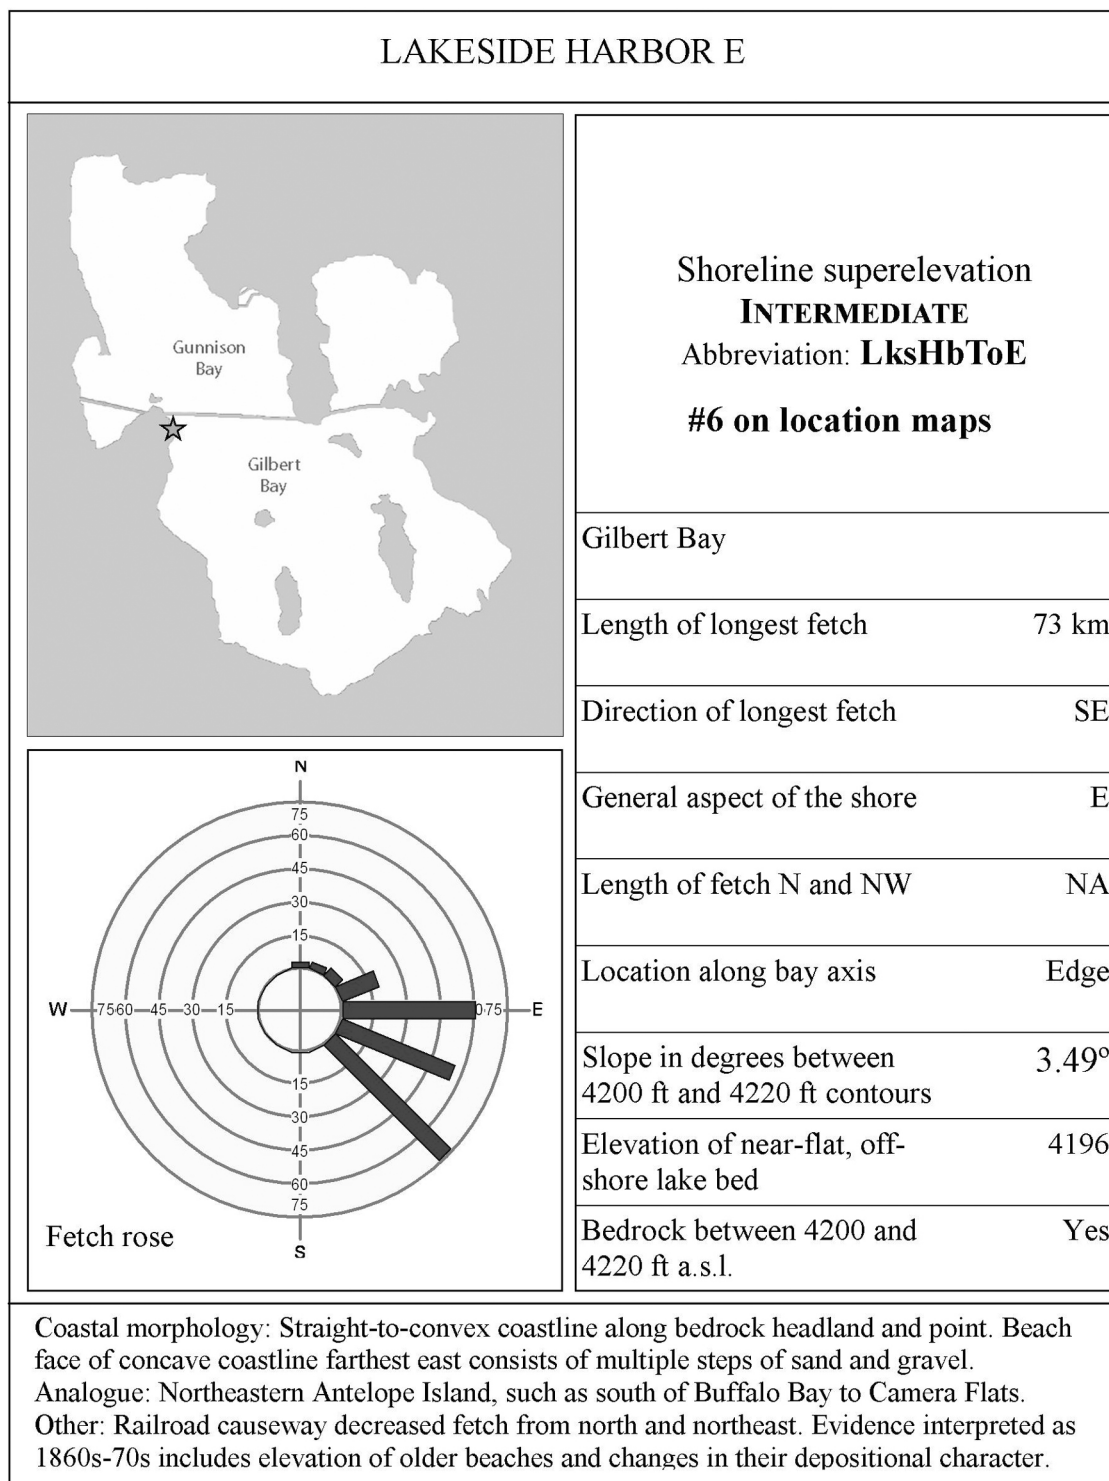 LAKESIDE HARBOR E
Gunnison
Bay
Gilbert
Bay
Shoreline superelevation
INTERMEDIATE
Abbreviation: LksHbToE
#6 on location maps
Gilbert Bay
Length of longest fetch 73 km
Direction of longest fetch SE
General aspect of the shore E
Length of fetch N and NW NA
Location along bay axis Edge
Slope in degrees between 3.49º
4200 ft and 4220 ft contours
Elevation of near-flat, off- 4196
shore lake bed
Bedrock between 4200 and Yes
4220 ft a.s.l.
N
75
60
45
30
15
W 75 60 45 30 15 0 75 E
15
30
45
60
75
S
Fetch rose
Coastal morphology: Straight-to-convex coastline along bedrock headland and point. Beach
face of concave coastline farthest east consists of multiple steps of sand and gravel.
Analogue: Northeastern Antelope Island, such as south of Buffalo Bay to Camera Flats.
Other: Railroad causeway decreased fetch from north and northeast. Evidence interpreted as
1860s-70s includes elevation of older beaches and changes in their depositional character.